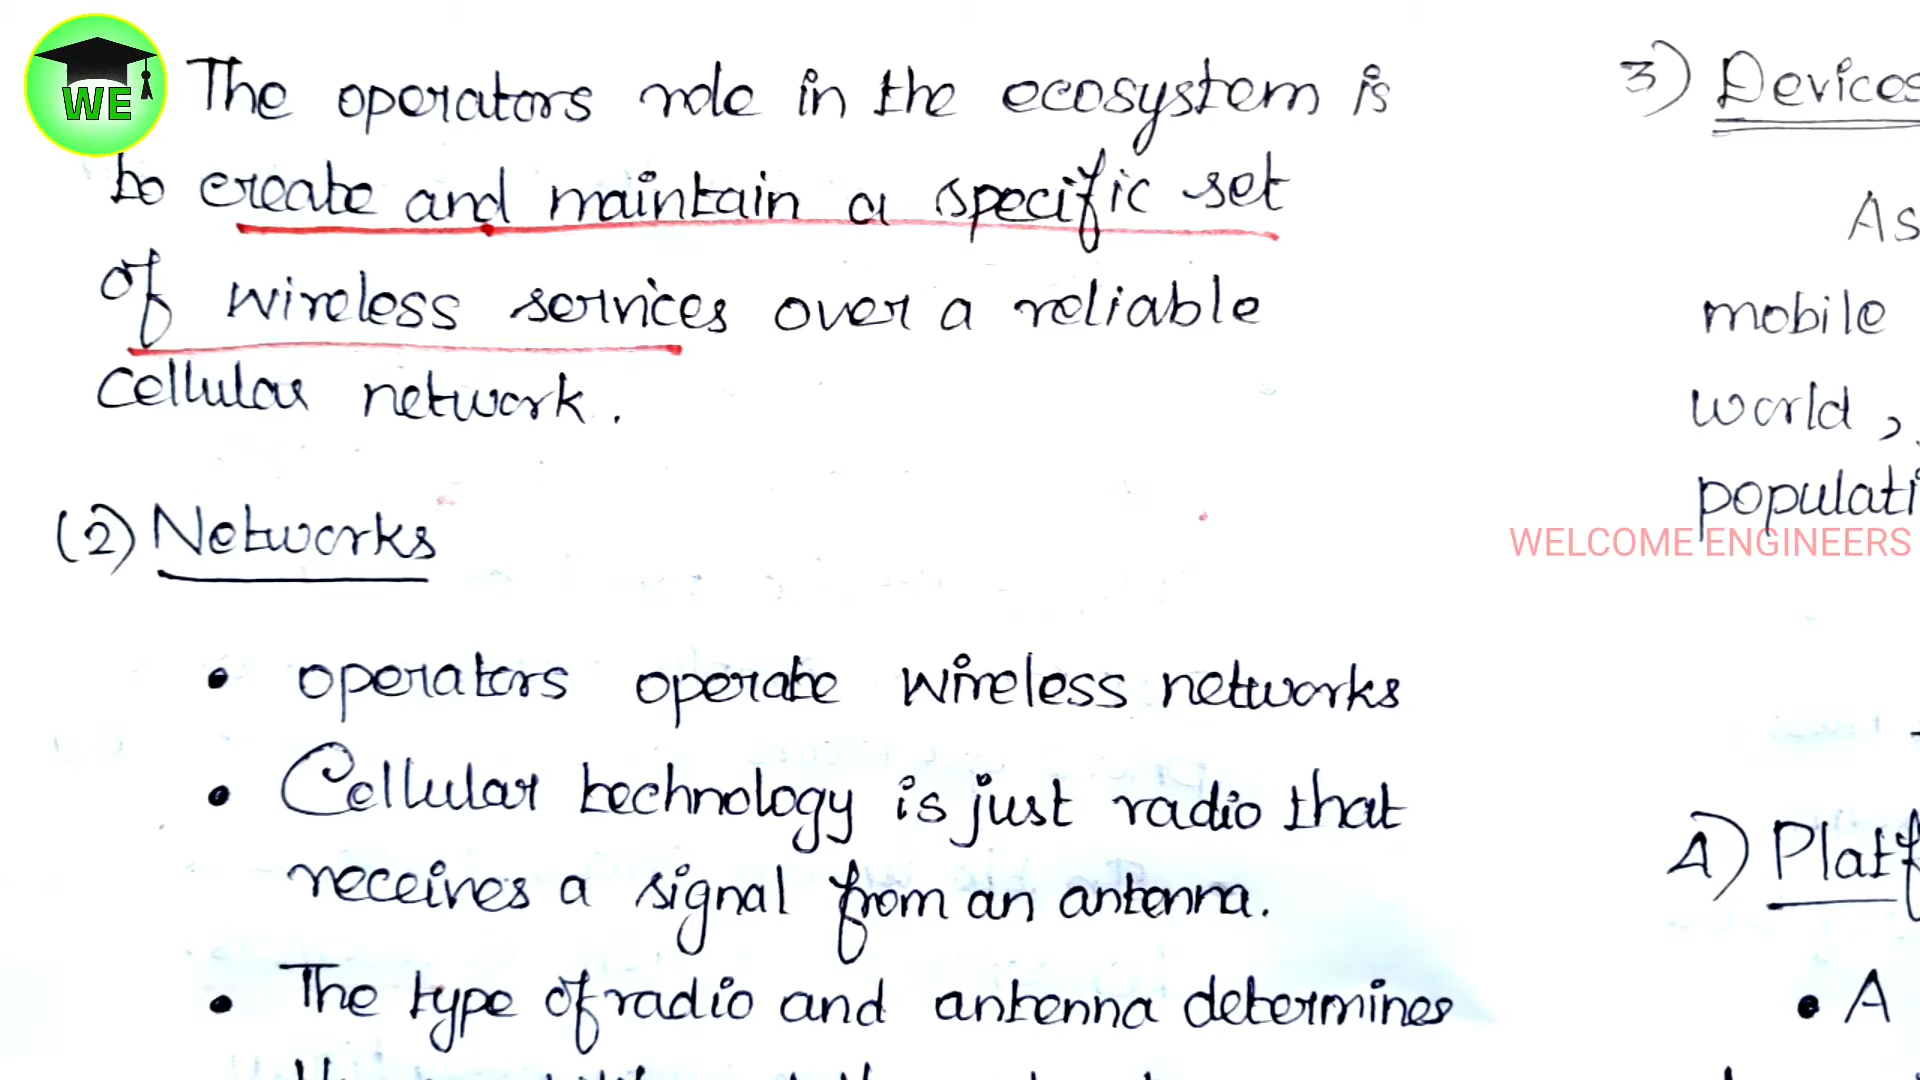 WE
The operators role in the ecosystem is
to create and maintain a specific set
of wireless services over a reliable
cellular network.
(2) Networks
• operators operate wireless networks
• Cellular technology is just radio that
receives a signal from an antenna.
• The type of radio and antenna determines
3) Devices
As
mobile
world,
populati
WELCOME ENGINEERS
4) Platf
• A